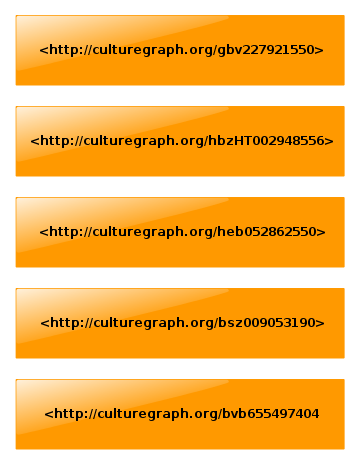 <http://culturegraph.org/gbv227921550>
<http://culturegraph.org/hbzHT002948556>
<http://culturegraph.org/heb052862550>
<http://culturegraph.org/bsz009053190>
<http://culturegraph.org/bvb655497404